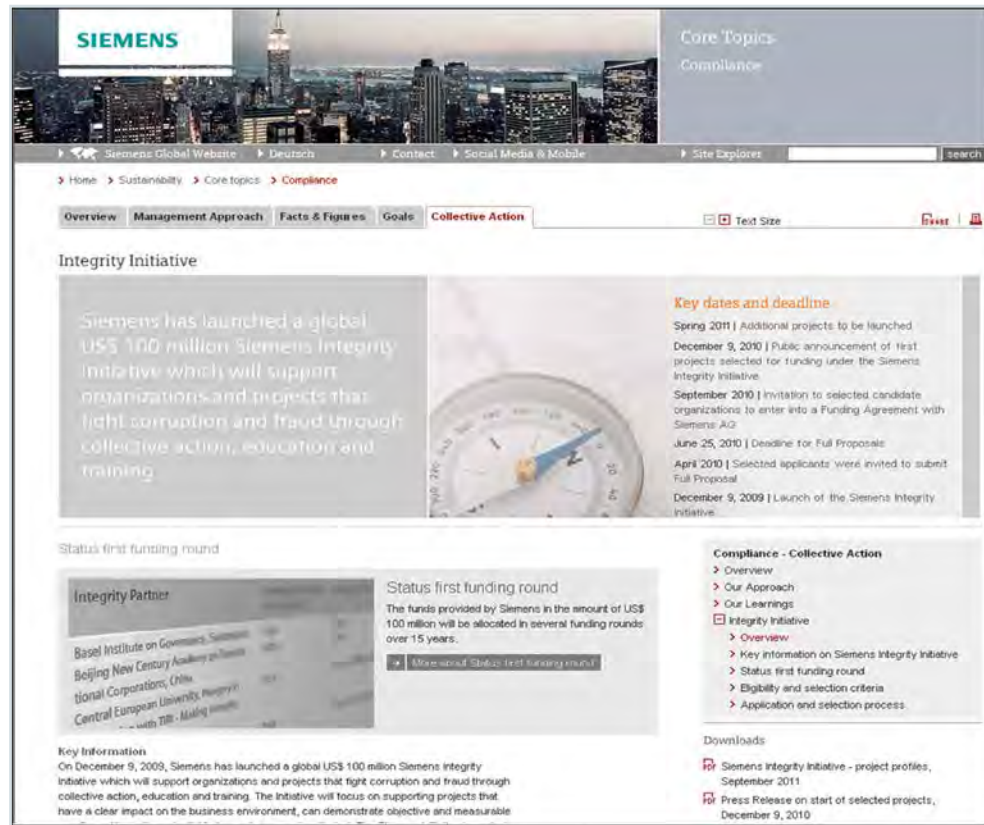 SIEMENS
Core Topics
Compliance
Siemens Global Website Deutsch Contact Social Media & Mobile Site Explorer search
Home Sustainability Core topics Compliance
Overview Management Approach Facts & Figures Goals Collective Action Text Size
Integrity Initiative
Siemens has launched a global
US$ 100 million Siemens Integrity
Initiative which will support
organizations and projects that
fight corruption and fraud through
collective action, education and
training
Key dates and deadline
Spring 2011 | Additional projects to be launched
December 9, 2010 | Public announcement of first
projects selected for funding under the Siemens
Integrity Initiative
September 2010 | Invitation to selected candidate
organizations to enter into a Funding Agreement with
Siemens AG
June 25, 2010 | Deadline for Full Proposals
April 2010 | Selected applicants were invited to submit
Full Proposal
December 9, 2009 | Launch of the Siemens Integrity
Initiative
Status first funding round
Integrity Partner
Basel Institute on Governance,
Beijing New Century Academy on
tional Corporations, China
Central European University, Hungary
with TIRI - Making
Status first funding round
The funds provided by Siemens in the amount of US$
100 million will be allocated in several funding rounds
over 15 years.
More about Status first funding round
Compliance - Collective Action
Overview
Our Approach
Our Learnings
Integrity Initiative
Overview
Key information on Siemens Integrity Initiative
Status first funding round
Eligibility and selection criteria
Application and selection process
Key Information
On December 9, 2009, Siemens has launched a global US$ 100 million Siemens Integrity
Initiative which will support organizations and projects that fight corruption and fraud through
collective action, education and training. The Initiative will focus on supporting projects that
have a clear impact on the business environment, can demonstrate objective and measurable
Downloads
Siemens Integrity Initiative - project profiles,
September 2011
Press Release on start of selected projects,
December 9, 2010